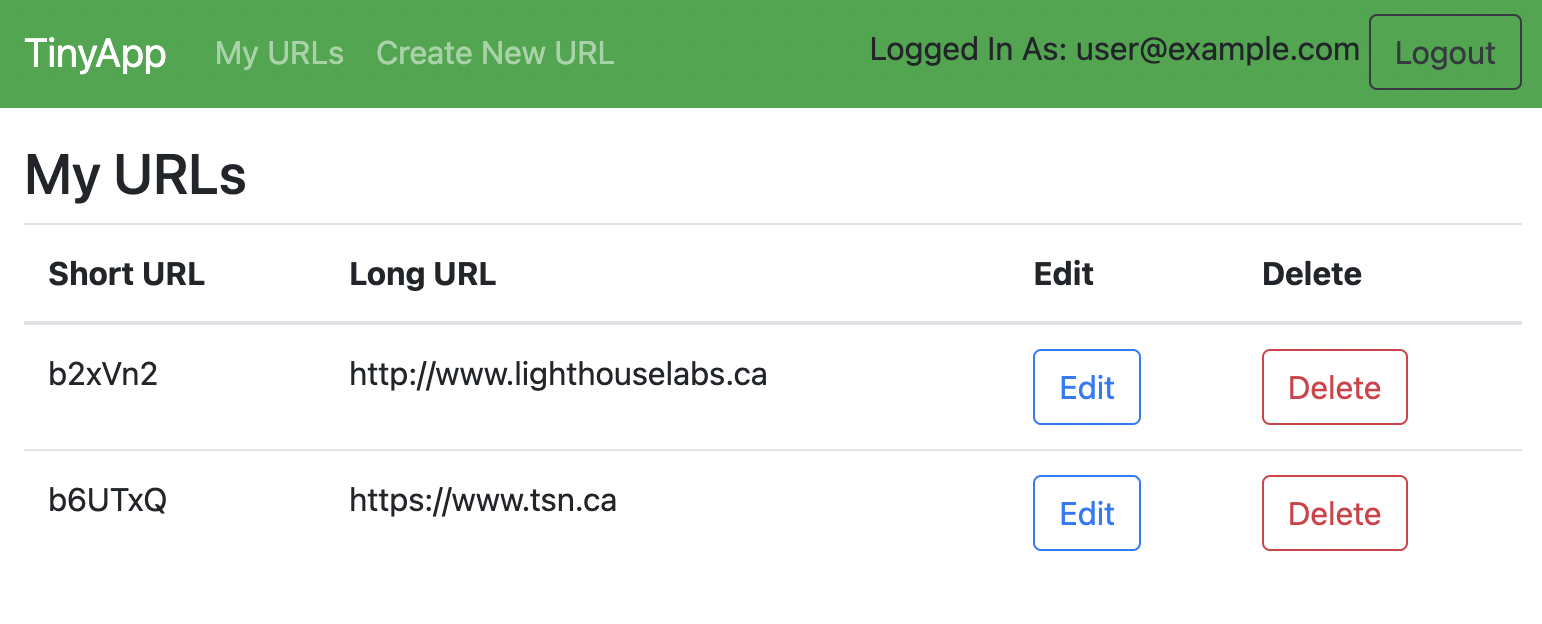 TinyApp My URLs Create New URL Logged In As: user@example.com Logout
My URLs
Short URL Long URL Edit Delete
b2xVn2 http://www.lighthouselabs.ca Edit Delete
b6UTxQ https://www.tsn.ca Edit Delete